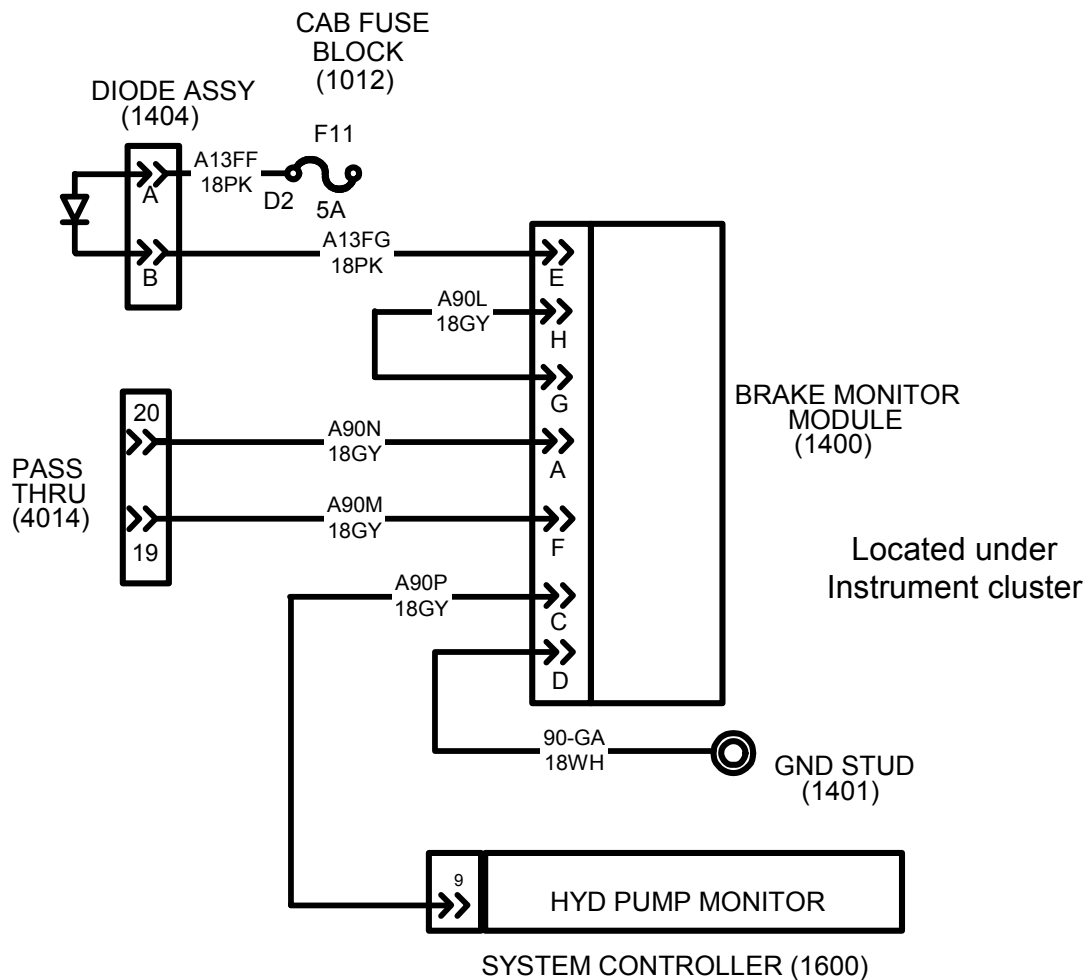 CAB FUSE
BLOCK
(1012)
DIODE ASSY
(1404)
F11
A13FF
18PK
A
D2
5A
A13FG
18PK
B
E
A90L
18GY
H
G
BRAKE MONITOR
MODULE
(1400)
20
A90N
18GY
A
PASS
THRU
(4014)
A90M
18GY
19
F
Located under
Instrument cluster
A90P
18GY
C
D
90-GA
18WH
GND STUD
(1401)
9
HYD PUMP MONITOR
SYSTEM CONTROLLER (1600)